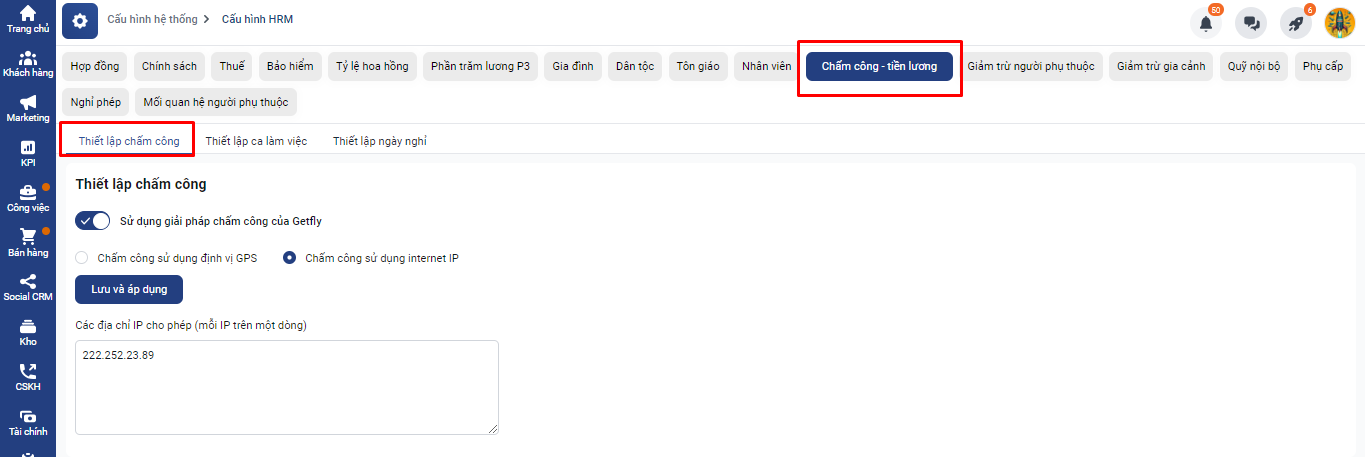 Trang chủ
Khách hàng
Marketing
KPI
Công việc
Bán hàng
Social CRM
Kho
CSKH
Tài chính
Cấu hình hệ thống > Cấu hình HRM
50
6
Hợp đồng Chính sách Thuế Bảo hiểm Tỷ lệ hoa hồng Phần trăm lương P3 Gia đình Dân tộc Tôn giáo Nhân viên Chấm công - tiền lương Giảm trừ người phụ thuộc Giảm trừ gia cảnh Quỹ nội bộ Phụ cấp
Nghỉ phép Mối quan hệ người phụ thuộc
Thiết lập chấm công Thiết lập ca làm việc Thiết lập ngày nghỉ
Thiết lập chấm công
Sử dụng giải pháp chấm công của Getfly
Chấm công sử dụng định vị GPS Chấm công sử dụng internet IP
Lưu và áp dụng
Các địa chỉ IP cho phép (mỗi IP trên một dòng)
222.252.23.89